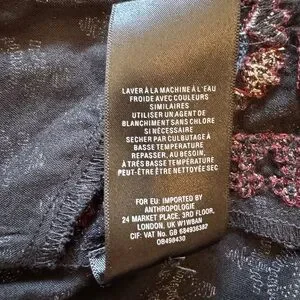 LAVER À LA MACHINE À L'EAU
FROIDE AVEC COULEURS
SIMILAIRES
UTILISER UN AGENT DE
BLANCHIMENT SANS CHLORE
SI NÉCESSAIRE
SECHER PAR CULBUTAGE À
BASSE TEMPÉRATURE
REPASSER, AU BESOIN,
À TRÈS BASSE TEMPÉRATURE
PEUT-ÊTRE ÊTRE NETTOYÉE SEC
FOR EU: IMPORTED BY
ANTHROPOLOGIE
24 MARKET PLACE, 3RD FLOOR,
LONDON. UK W1W8AN
CIF: VAT No. GB 684936382
OB498430